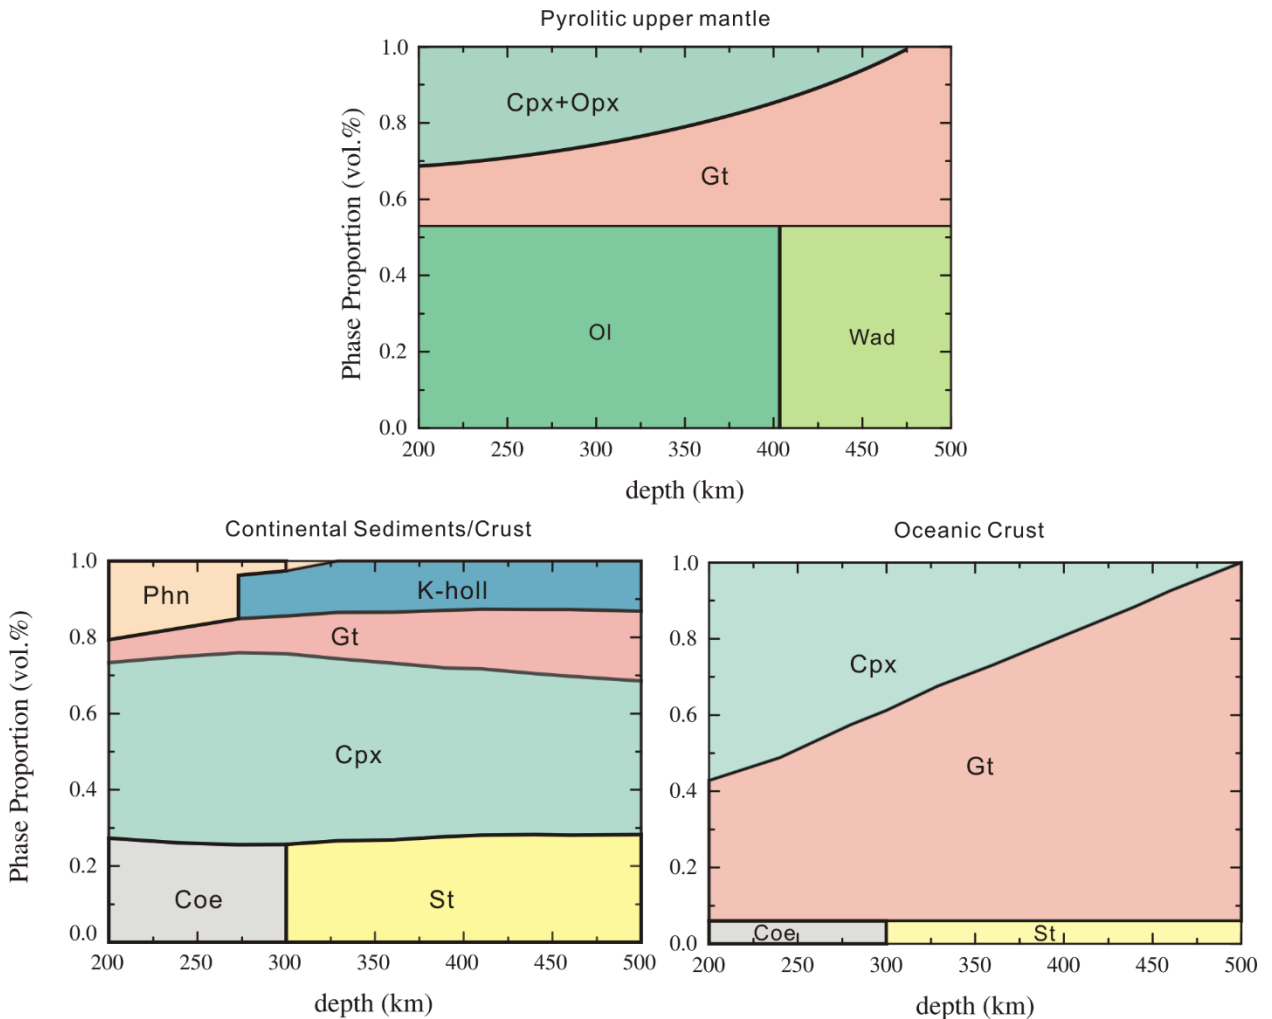 Pyrolitic upper mantle
Phase Proportion (vol.%)
1.0
0.8
0.6
0.4
0.2
0.0
Cpx+Opx
Gt
Ol
Wad
200 250 300 350 400 450 500
depth (km)
Continental Sediments/Crust
Phase Proportion (vol.%)
1.0
0.8
0.6
0.4
0.2
0.0
Phn
K-holl
Gt
Cpx
Coe
St
200 250 300 350 400 450 500
depth (km)
Oceanic Crust
1.0
0.8
0.6
0.4
0.2
0.0
Cpx
Gt
Coe
St
200 250 300 350 400 450 500
depth (km)